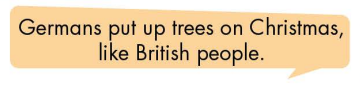 Germans put up trees on Christmas,
like British people.